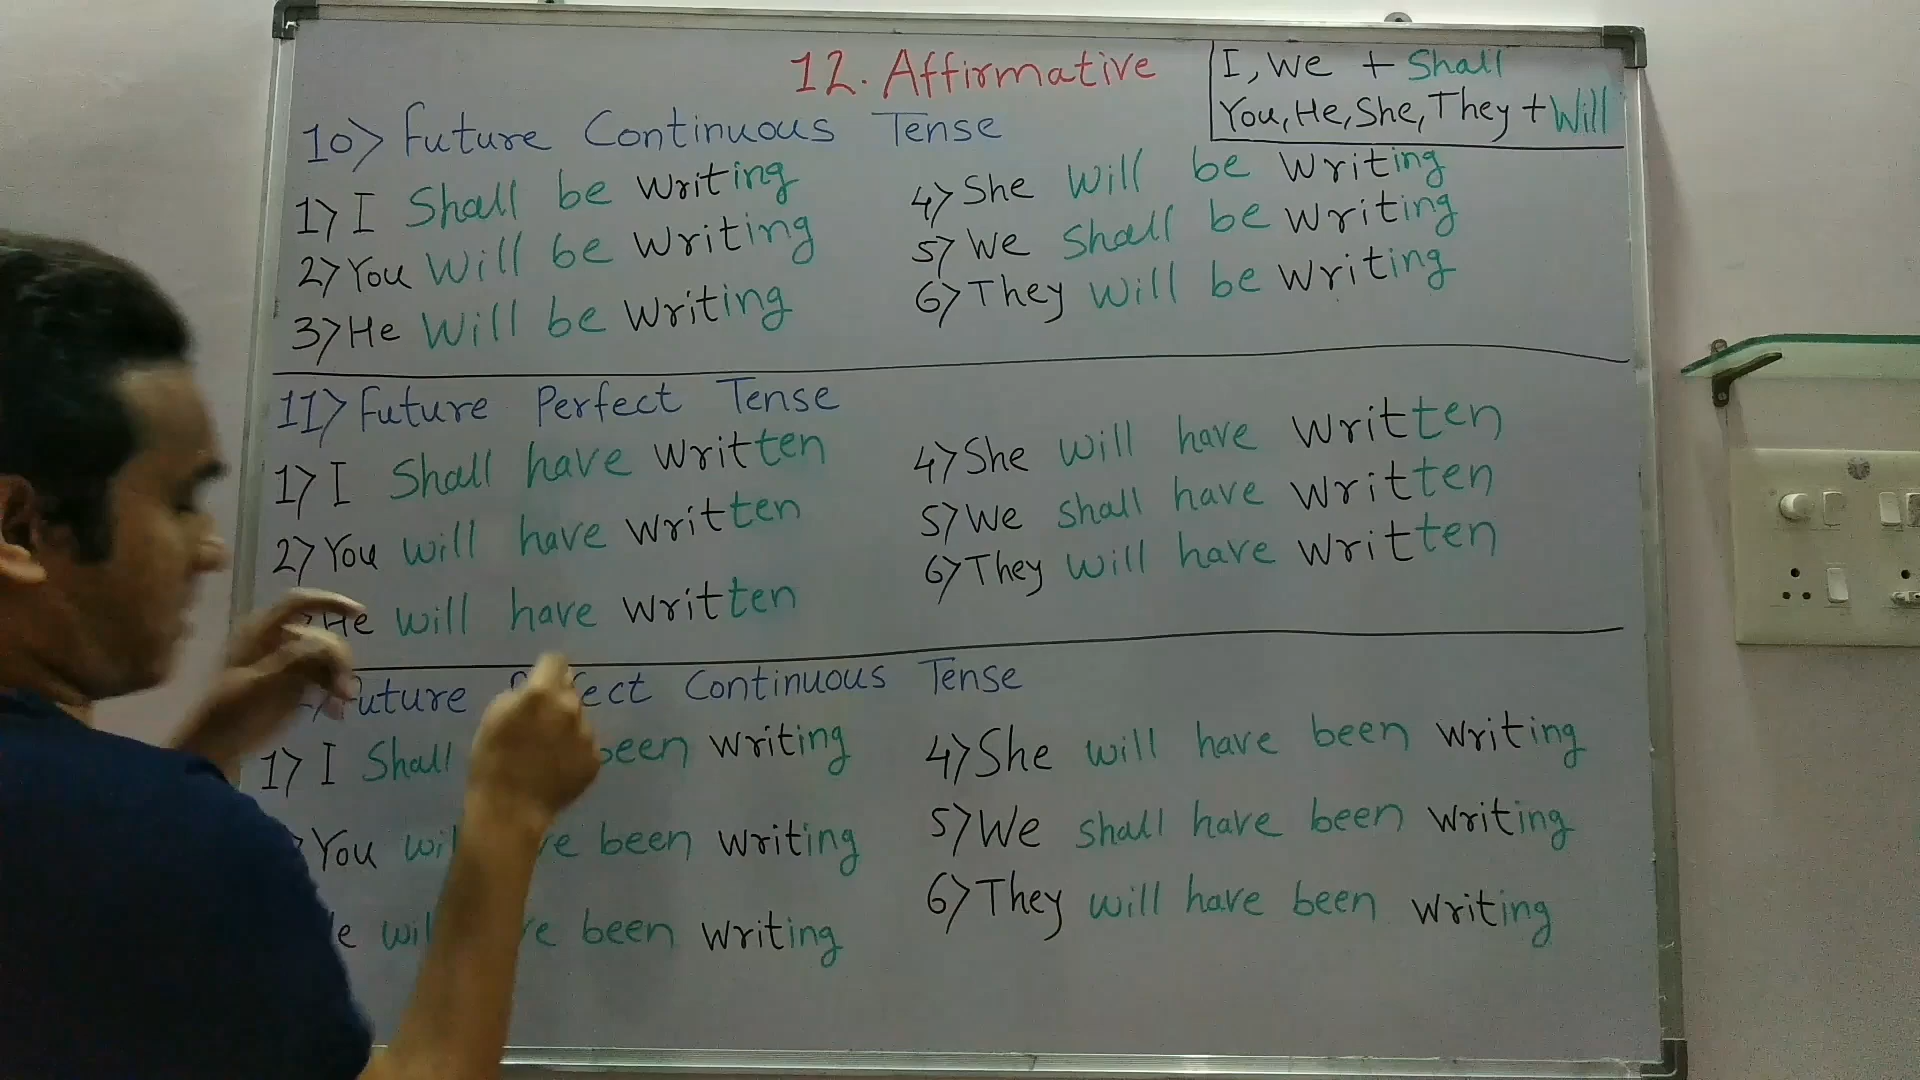 12. Affirmative
I, We + Shall
You, He, She, They + Will
10) Future Continuous Tense
1) I Shall be writing
2) You Will be writing
3) He Will be writing
4) She Will be writing
5) We Shall be writing
6) They Will be writing
11) Future Perfect Tense
1) I Shall have written
2) You will have written
He will have written
4) She will have written
5) We shall have written
6) They will have written
Future Continuous Tense
1) I Shall been writing
You been writing
been writing
4) She will have been writing
5) We shall have been writing
6) They will have been writing